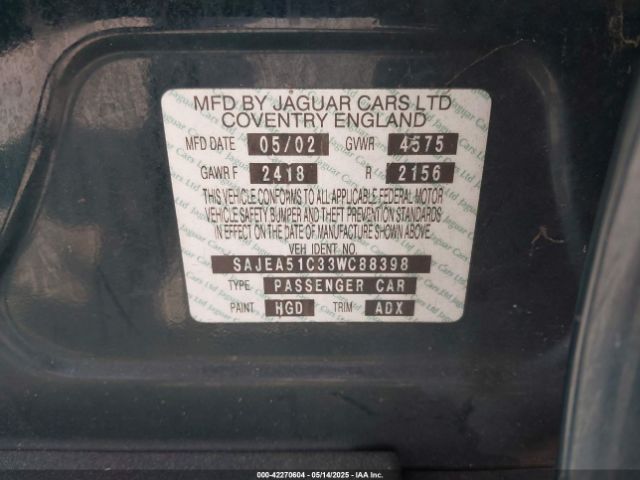 MFD BY JAGUAR CARS LTD
COVENTRY ENGLAND
MFD DATE 05/02 GVWR 4575
GAWR F 2418 R 2156
THIS VEHICLE CONFORMS TO ALL APPLICABLE FEDERAL MOTOR
VEHICLE SAFETY BUMPER AND THEFT PREVENTION STANDARDS
IN EFFECT ON THE DATE OF MANUFACTURE SHOWN ABOVE
VEH IDENT NO.
SAJEA51C33WC88398
TYPE PASSENGER CAR
PAINT HGD TRIM ADX
000-42270604 - 05/14/2025 - IAA Inc.